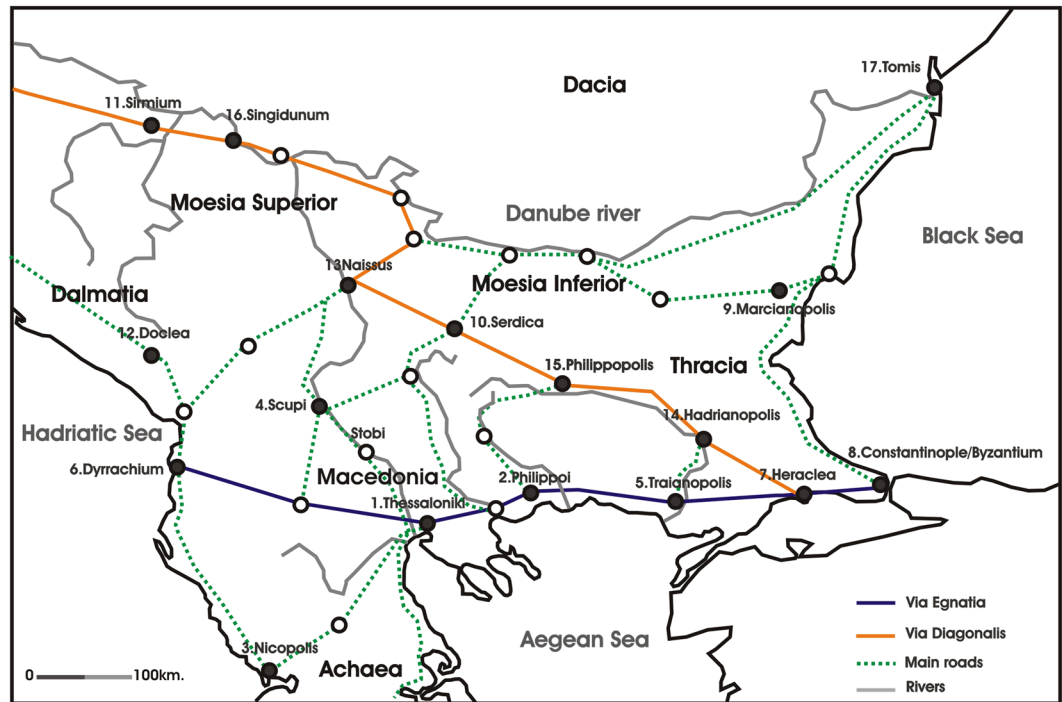 Dacia
17.Tomis
11.Sirmium
16.Singidunum
Moesia Superior
Danube river
Black Sea
13Naissus
Moesia Inferior
Dalmatia
9.Marcianopolis
12.Doclea
10.Serdica
15.Philippopolis
Thracia
4.Scupi
14.Hadrianopolis
Stobi
Hadriatic Sea
8.Constantinople/Byzantium
6.Dyrrachium
Macedonia
2.Philippoi
7.Heraclea
5.Traianopolis
1.Thessaloniki
Via Egnatia
Via Diagonalis
Aegean Sea
3.Nicopolis
Achaea
Main roads
0 100km.
Rivers